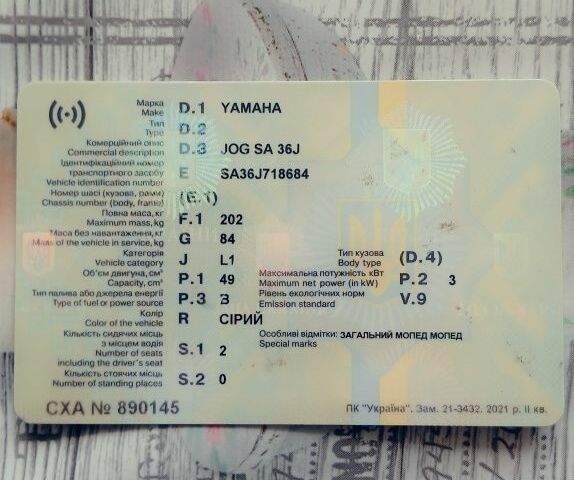 Марка
Make D.1 YAMAHA
Тип
Type D.2
Комерційний опис
Commercial description D.3 JOG SA 36J
Ідентифікаційний номер
транспортного засобу
Vehicle identification number E SA36J718684
Номер шасі (кузова, рами)
Chassis number (body, frame) (E.1)
Повна маса, кг
Maximum mass, kg F.1 202
Маса без навантаження, кг
Mass of the vehicle in service, kg G 84
Категорія
Vehicle category J L1
Тип кузова
Body type (D.4)
Об'єм двигуна, см³
Capacity, cm³ P.1 49
Максимальна потужність кВт
Maximum net power (in kW) P.2 3
Тип палива або джерела енергії
Type of fuel or power source P.3 B
Рівень екологічних норм
Emission standard V.9
Колір
Color of the vehicle R СІРИЙ
Особливі відмітки: ЗАГАЛЬНИЙ МОПЕД МОПЕД
Special marks
Кількість сидячих місць
з місцем водія
Number of seats
including the driver's seat S.1 2
Кількість стоячих місць
Number of standing places S.2 0
СХА № 890145
ПК "Україна". Зам. 21-3432. 2021 р. II кв.